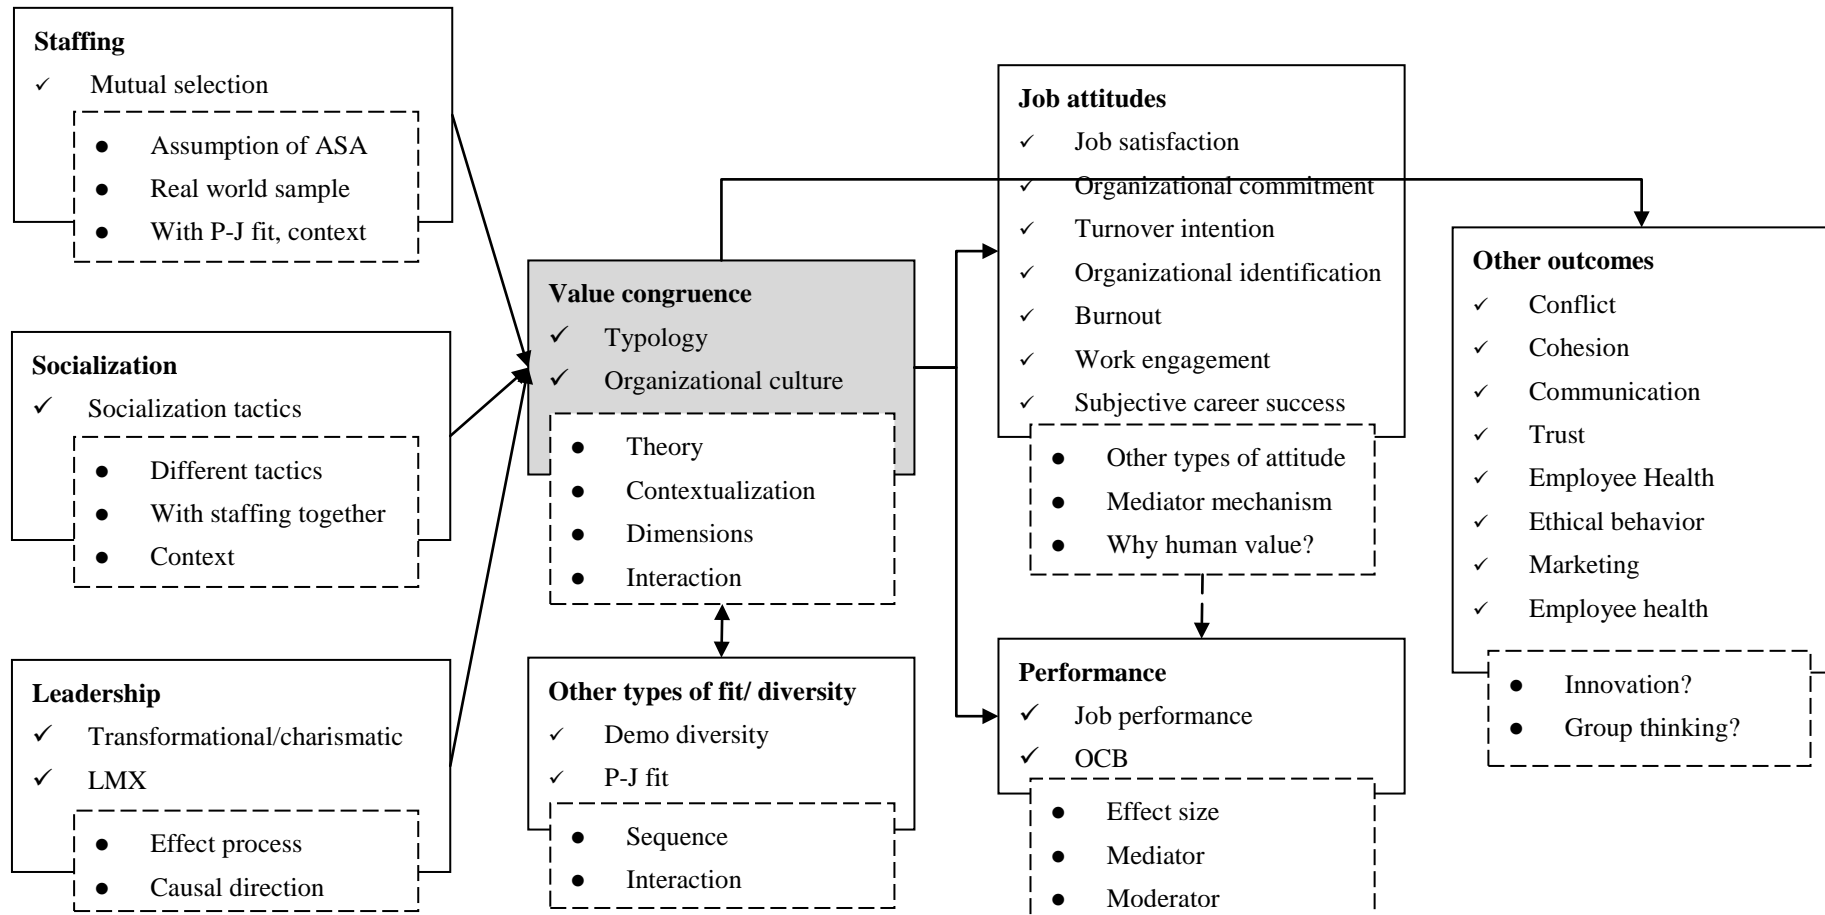 Staffing
✓ Mutual selection
● Assumption of ASA
● Real world sample
● With P-J fit, context
Socialization
✓ Socialization tactics
● Different tactics
● With staffing together
● Context
Leadership
✓ Transformational/charismatic
✓ LMX
● Effect process
● Causal direction
Value congruence
✓ Typology
✓ Organizational culture
● Theory
● Contextualization
● Dimensions
● Interaction
Other types of fit/ diversity
✓ Demo diversity
✓ P-J fit
● Sequence
● Interaction
Job attitudes
✓ Job satisfaction
✓ Organizational commitment
✓ Turnover intention
✓ Organizational identification
✓ Burnout
✓ Work engagement
✓ Subjective career success
● Other types of attitude
● Mediator mechanism
● Why human value?
Performance
✓ Job performance
✓ OCB
● Effect size
● Mediator
● Moderator
Other outcomes
✓ Conflict
✓ Cohesion
✓ Communication
✓ Trust
✓ Employee Health
✓ Ethical behavior
✓ Marketing
✓ Employee health
● Innovation?
● Group thinking?